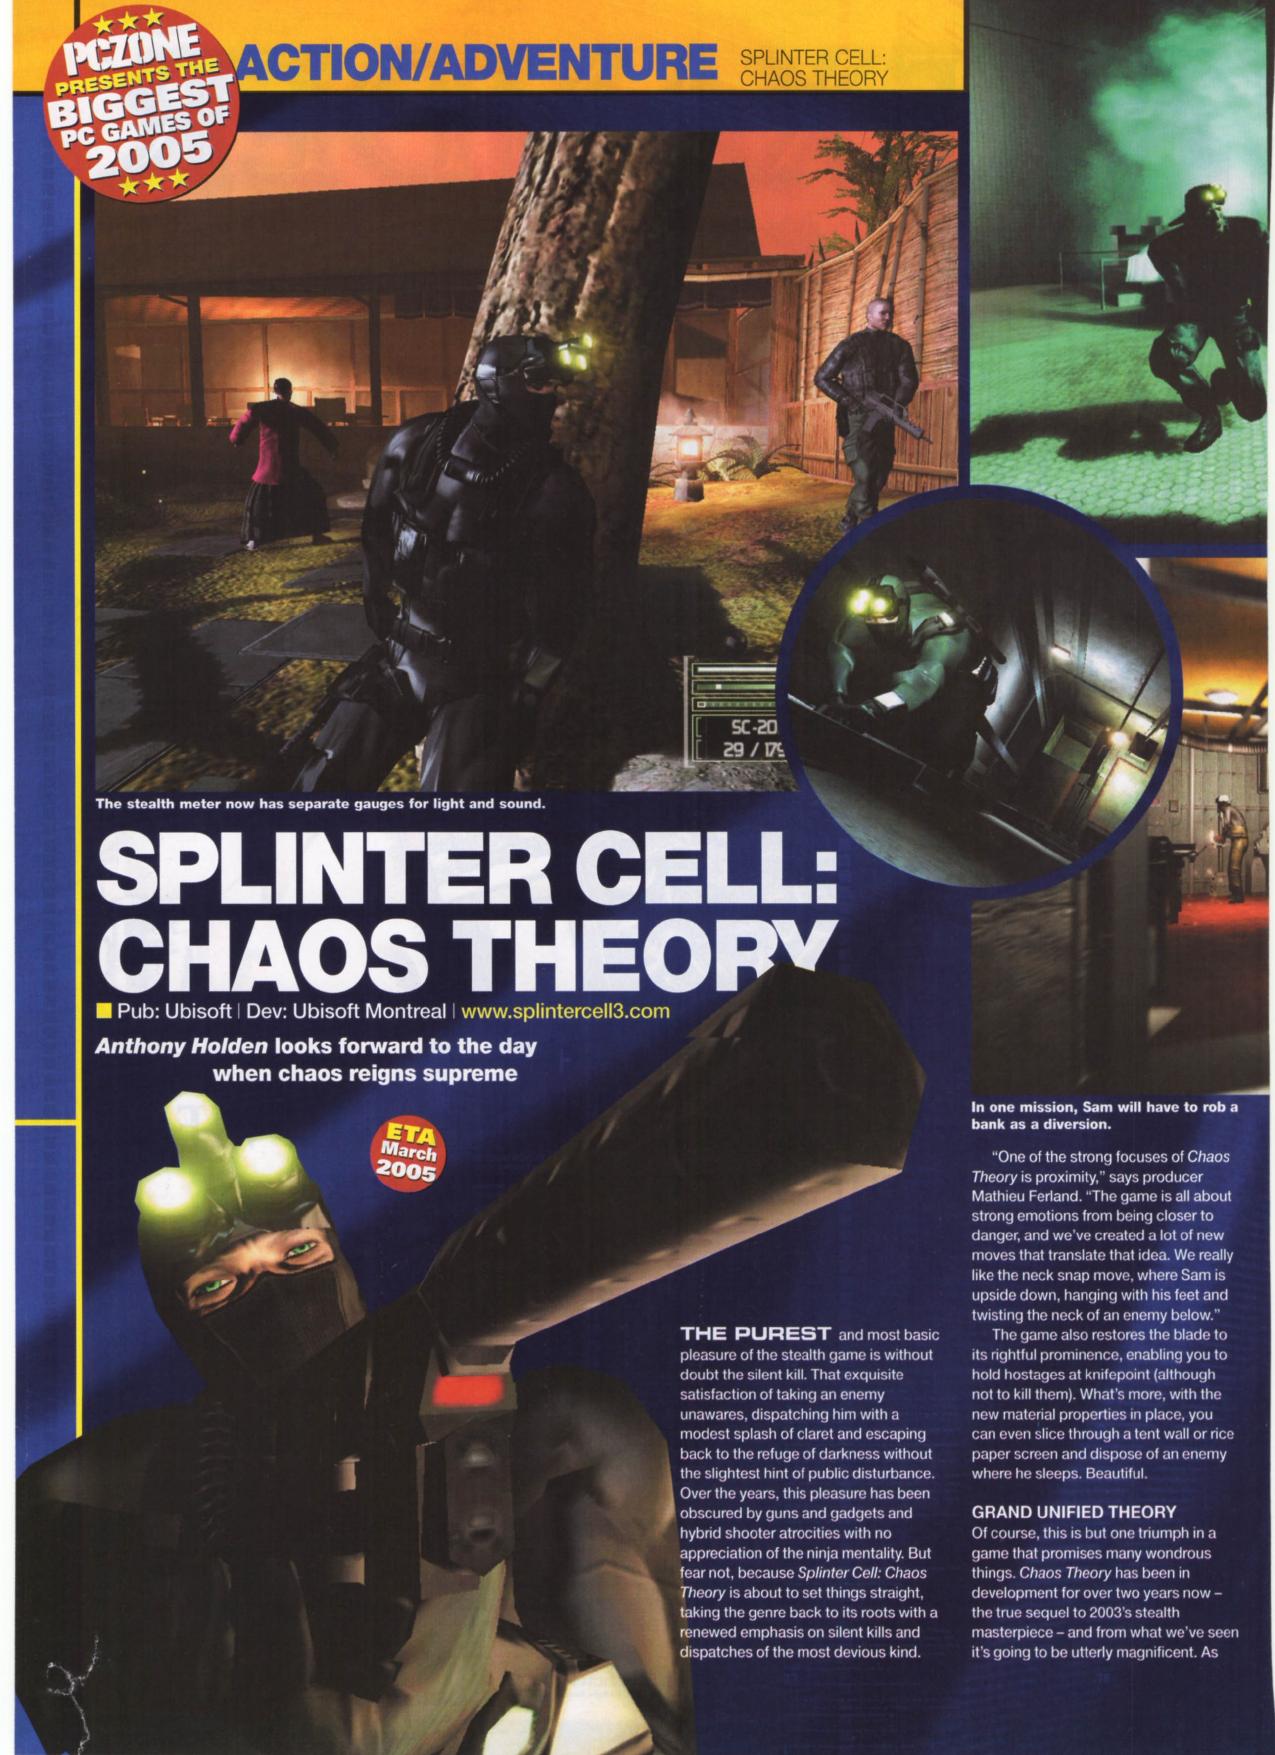 PCZONE
PRESENTS THE
BIGGEST
PC GAMES OF
2005
ACTION/ADVENTURE
SPLINTER CELL:
CHAOS THEORY
SC-20
29 / 179
The stealth meter now has separate gauges for light and sound.
SPLINTER CELL:
CHAOS THEORY
Pub: Ubisoft | Dev: Ubisoft Montreal | www.splintercell3.com
Anthony Holden looks forward to the day
when chaos reigns supreme
ETA
March
2005
THE PUREST and most basic
pleasure of the stealth game is without
doubt the silent kill. That exquisite
satisfaction of taking an enemy
unawares, dispatching him with a
modest splash of claret and escaping
back to the refuge of darkness without
the slightest hint of public disturbance.
Over the years, this pleasure has been
obscured by guns and gadgets and
hybrid shooter atrocities with no
appreciation of the ninja mentality. But
fear not, because Splinter Cell: Chaos
Theory is about to set things straight,
taking the genre back to its roots with a
renewed emphasis on silent kills and
dispatches of the most devious kind.
In one mission, Sam will have to rob a
bank as a diversion.
“One of the strong focuses of Chaos
Theory is proximity,” says producer
Mathieu Ferland. “The game is all about
strong emotions from being closer to
danger, and we’ve created a lot of new
moves that translate that idea. We really
like the neck snap move, where Sam is
upside down, hanging with his feet and
twisting the neck of an enemy below.”
The game also restores the blade to
its rightful prominence, enabling you to
hold hostages at knifepoint (although
not to kill them). What’s more, with the
new material properties in place, you
can even slice through a tent wall or rice
paper screen and dispose of an enemy
where he sleeps. Beautiful.
GRAND UNIFIED THEORY
Of course, this is but one triumph in a
game that promises many wondrous
things. Chaos Theory has been in
development for over two years now –
the true sequel to 2003’s stealth
masterpiece – and from what we’ve seen
it’s going to be utterly magnificent. As